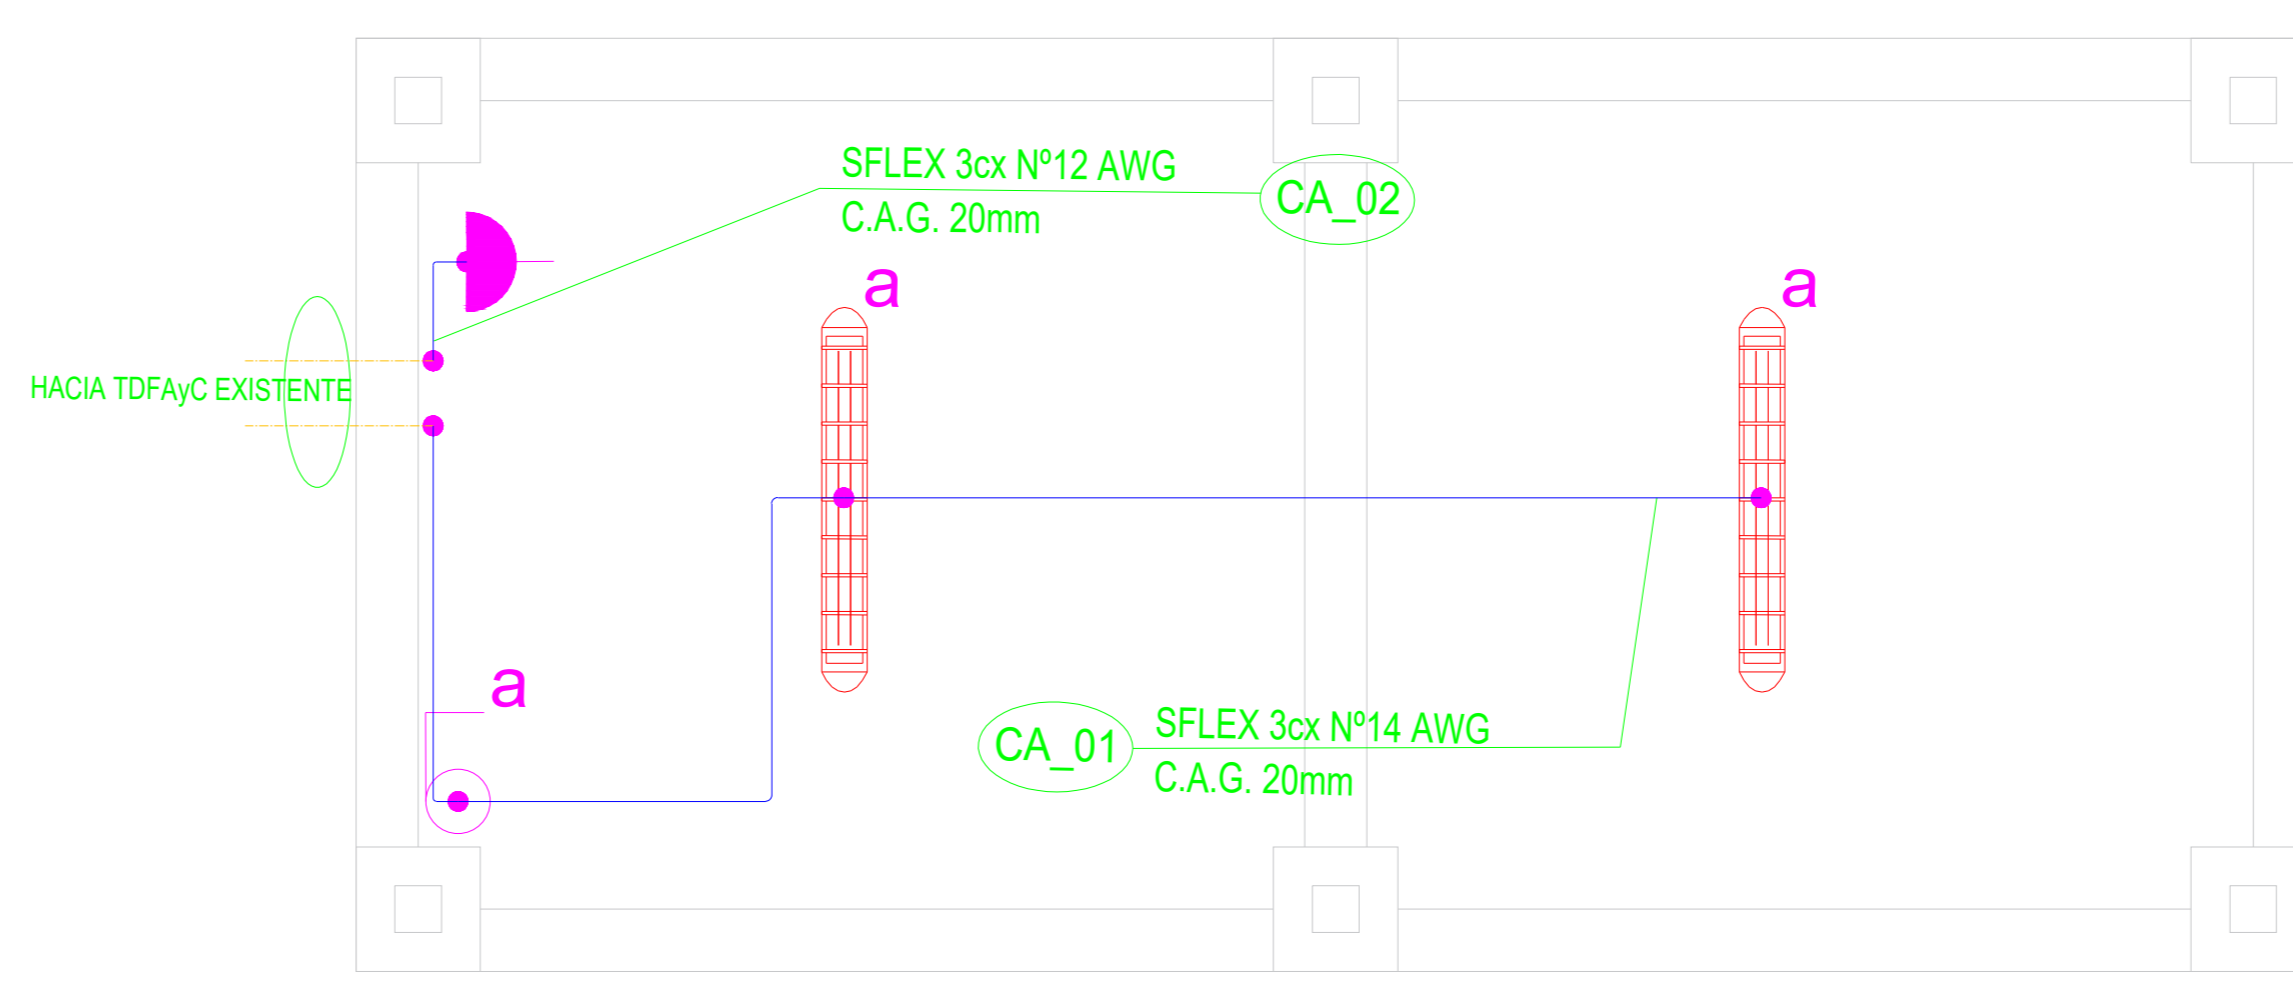 SFLEX 3cx Nº12 AWG
CA_02
C.A.G. 20mm
a
a
HACIA TDFAyC EXISTENTE
a
CA_01
SFLEX 3cx Nº14 AWG
C.A.G. 20mm